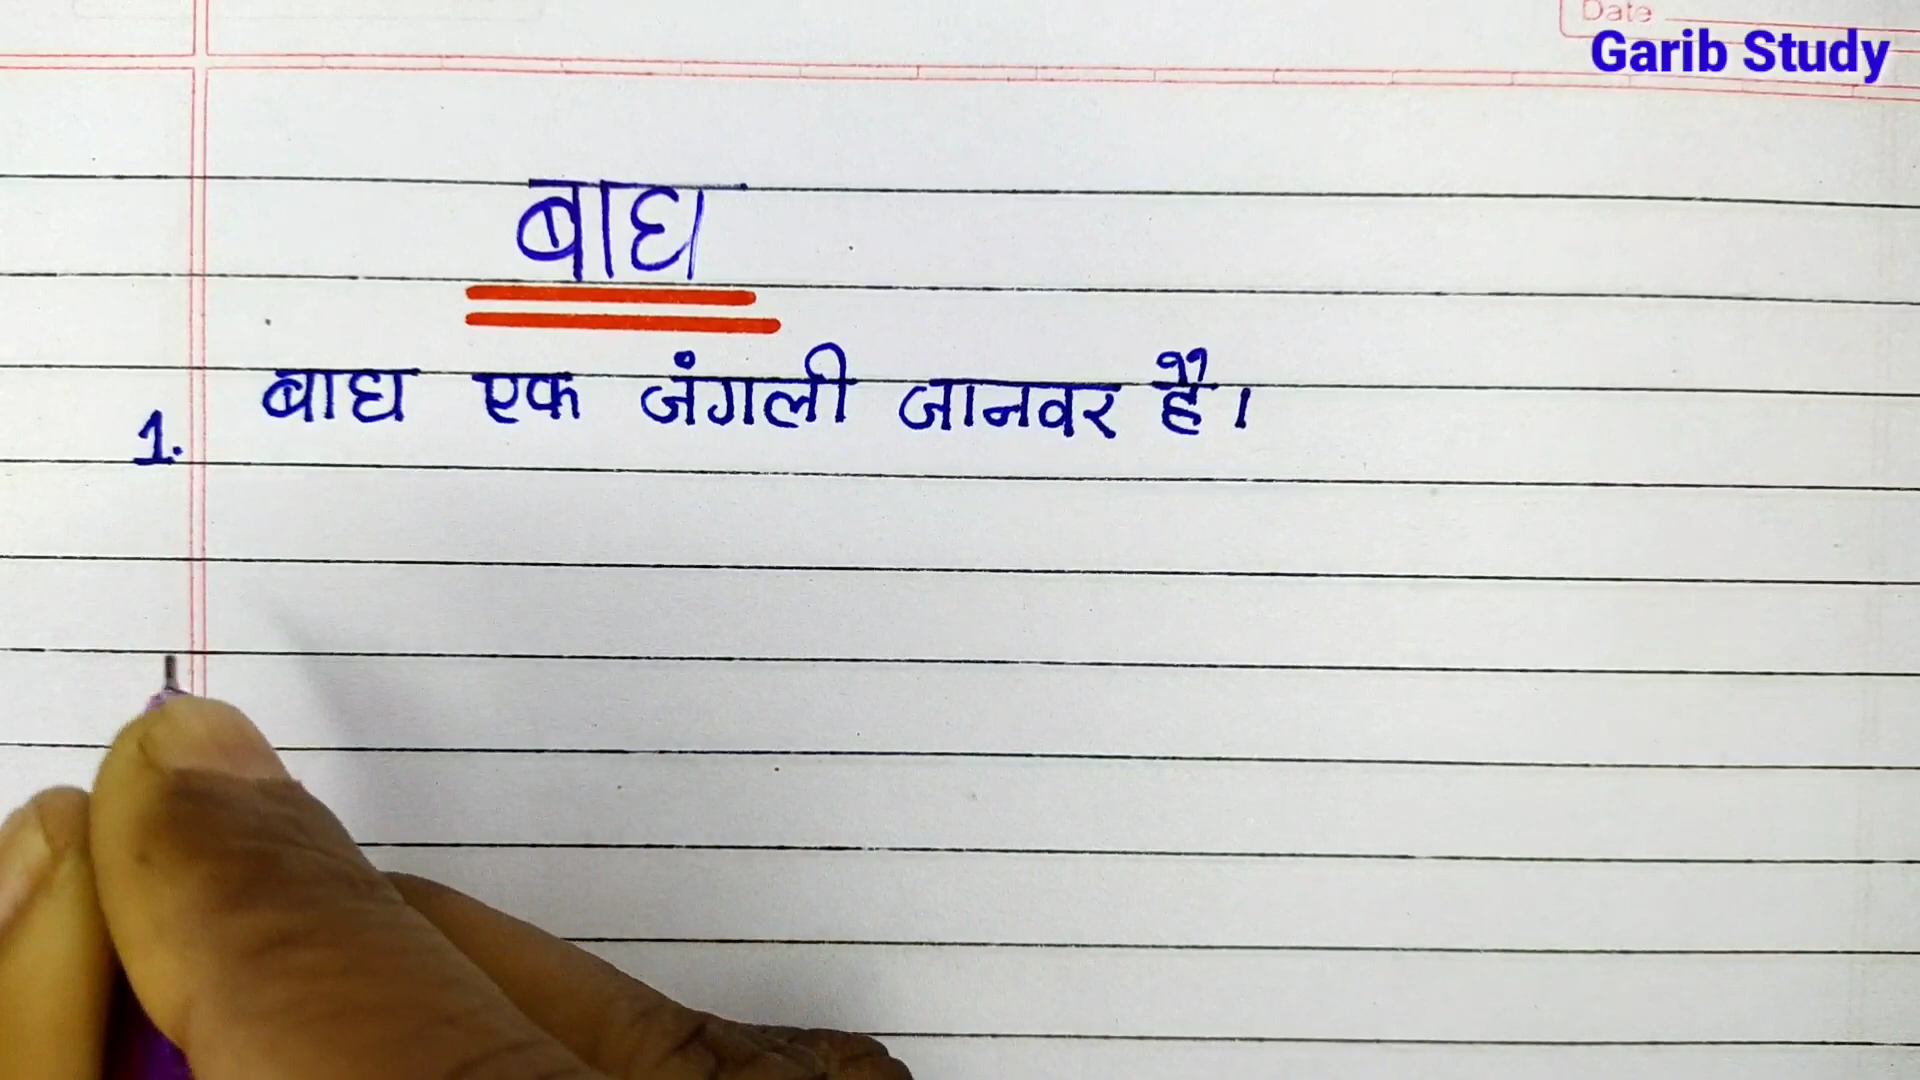 Date
Garib Study
बाघ
1. बाघ एक जंगली जानवर है।